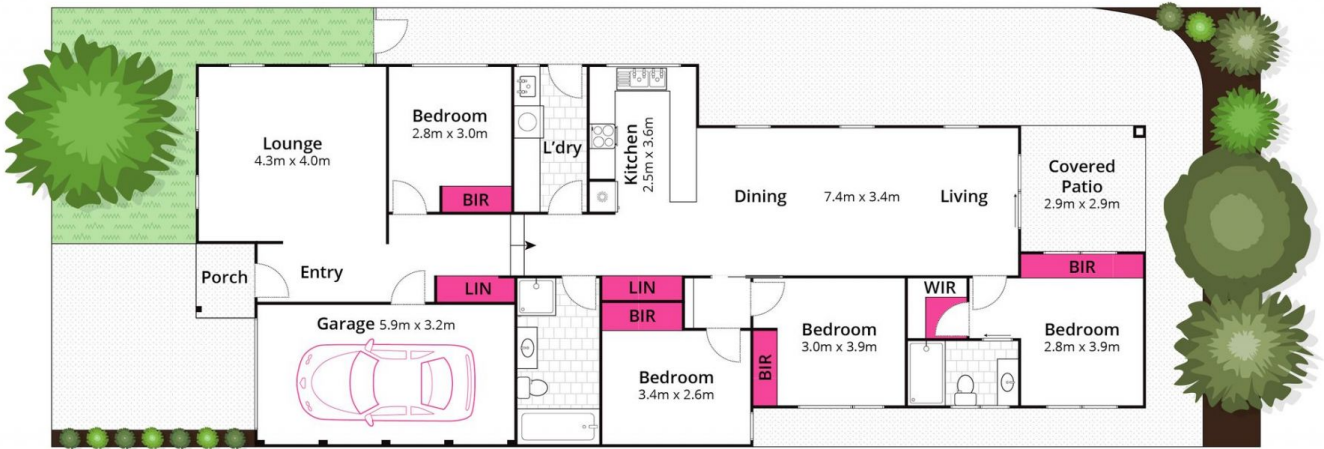 Lounge
4.3m x 4.0m
Bedroom
2.8m x 3.0m
BIR
L'dry
Kitchen
2.5m x 3.6m
Dining
7.4m x 3.4m
Living
Covered
Patio
2.9m x 2.9m
Porch
Entry
LIN
LIN
BIR
BIR
WIR
BIR
Garage 5.9m x 3.2m
Bedroom
3.4m x 2.6m
Bedroom
3.0m x 3.9m
Bedroom
2.8m x 3.9m